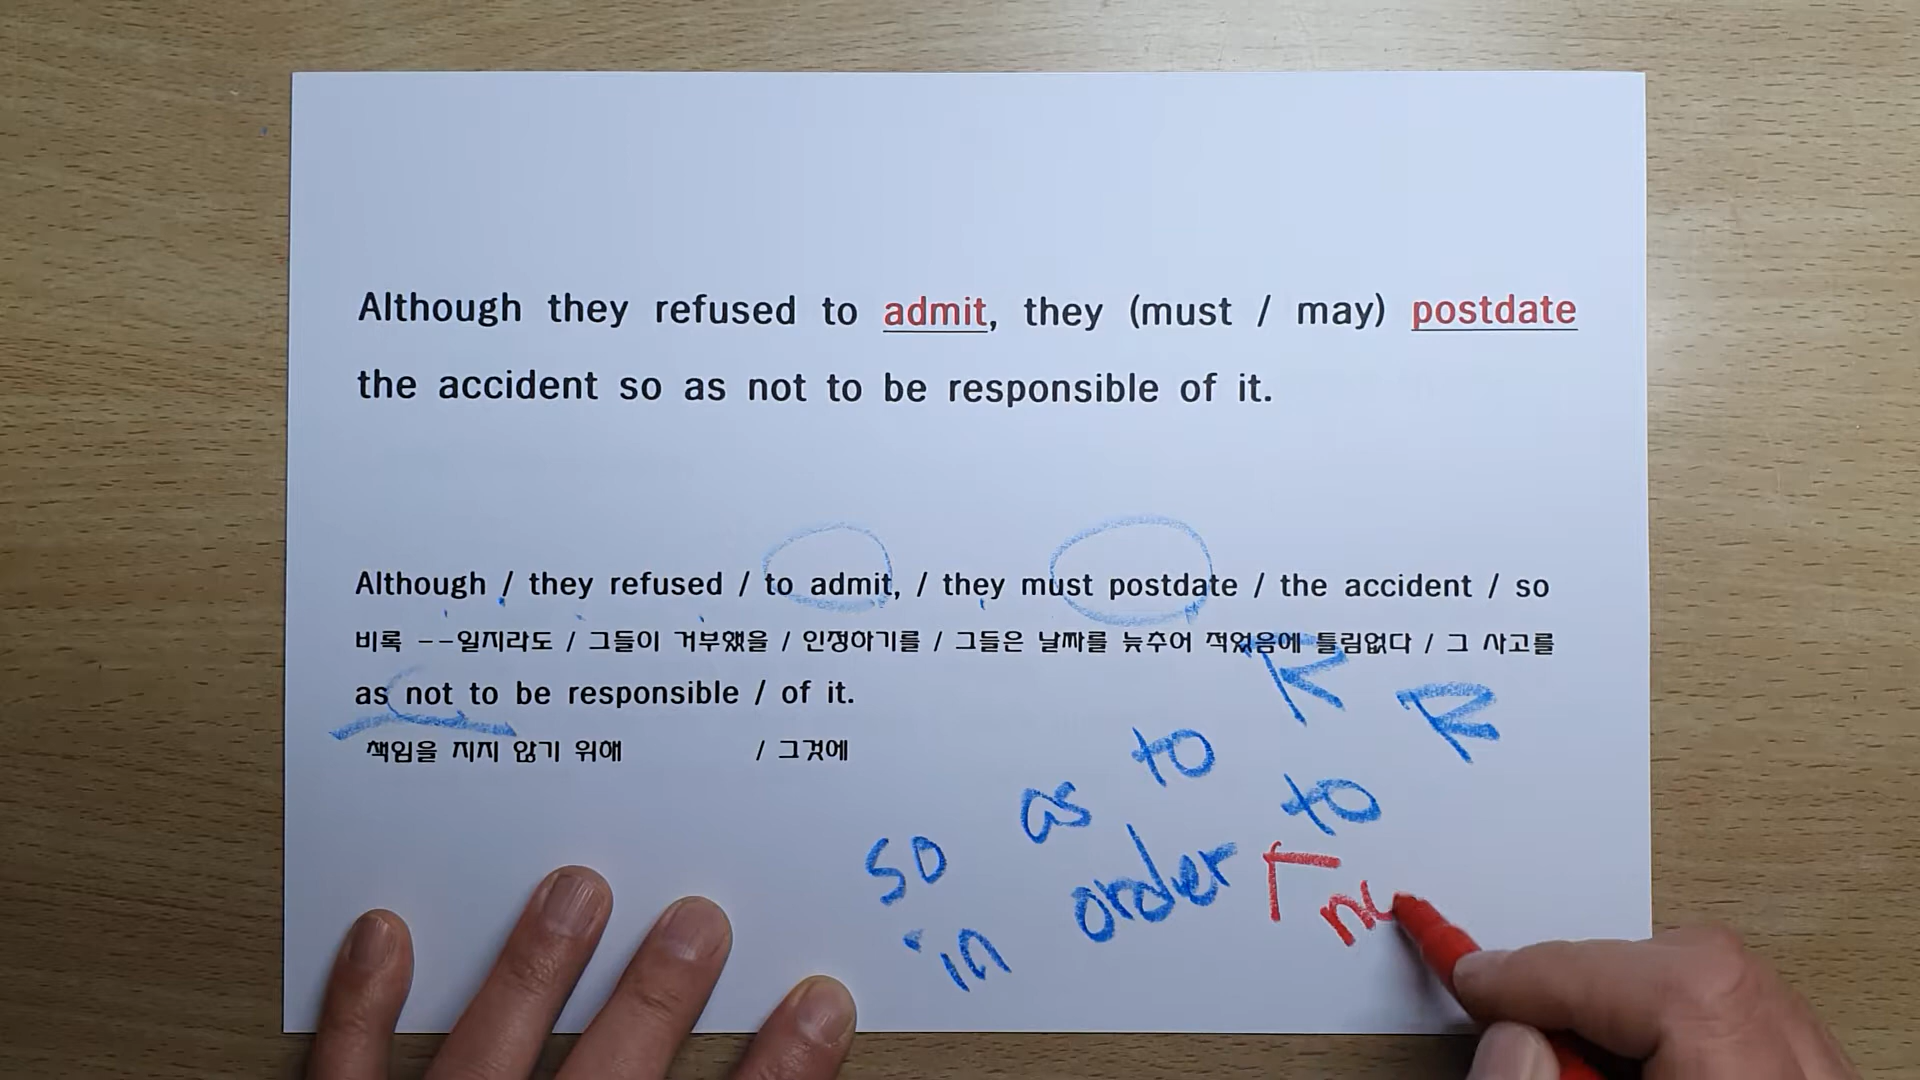 Although they refused to admit, they (must / may) postdate
the accident so as not to be responsible of it.
Although / they refused / to admit, / they must postdate / the accident / so
비록 --일지라도 / 그들이 거부했을 / 인정하기를 / 그들은 날짜를 늦추어 적었음에 틀림없다 / 그 사고를
as not to be responsible / of it.
책임을 지지 않기 위해 / 그것에
so as to R
in order to R